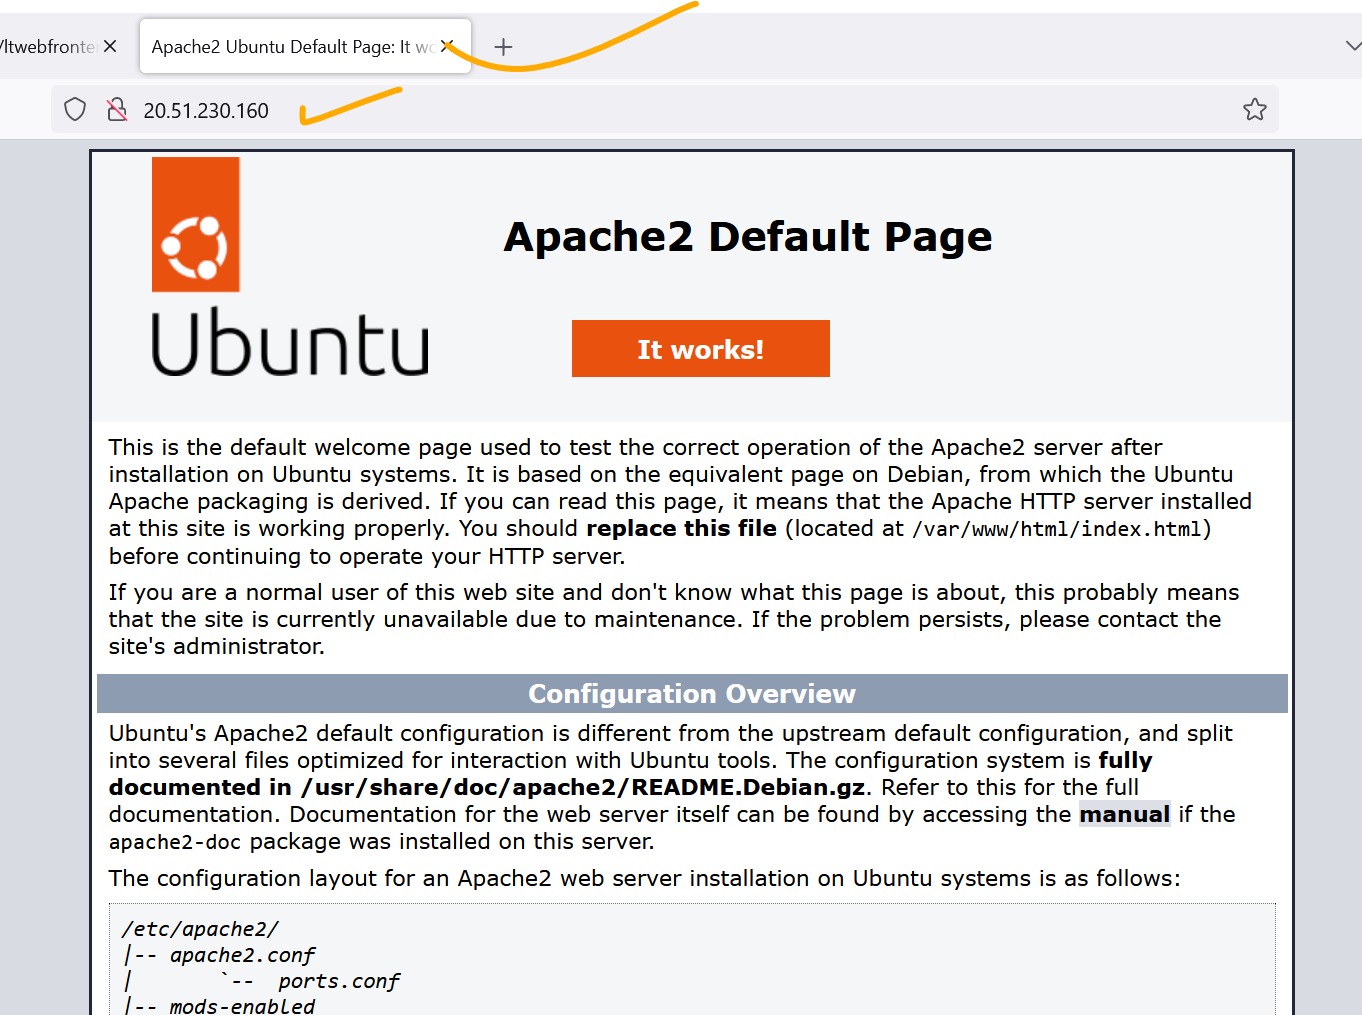 /ltwebfronte
Apache2 Ubuntu Default Page: It wo
20.51.230.160
Ubuntu
Apache2 Default Page
It works!
This is the default welcome page used to test the correct operation of the Apache2 server after
installation on Ubuntu systems. It is based on the equivalent page on Debian, from which the Ubuntu
Apache packaging is derived. If you can read this page, it means that the Apache HTTP server installed
at this site is working properly. You should replace this file (located at /var/www/html/index.html)
before continuing to operate your HTTP server.
If you are a normal user of this web site and don't know what this page is about, this probably means
that the site is currently unavailable due to maintenance. If the problem persists, please contact the
site's administrator.
Configuration Overview
Ubuntu's Apache2 default configuration is different from the upstream default configuration, and split
into several files optimized for interaction with Ubuntu tools. The configuration system is fully
documented in /usr/share/doc/apache2/README.Debian.gz. Refer to this for the full
documentation. Documentation for the web server itself can be found by accessing the manual if the
apache2-doc package was installed on this server.
The configuration layout for an Apache2 web server installation on Ubuntu systems is as follows:
/etc/apache2/
|-- apache2.conf
|       `--  ports.conf
|-- mods-enabled